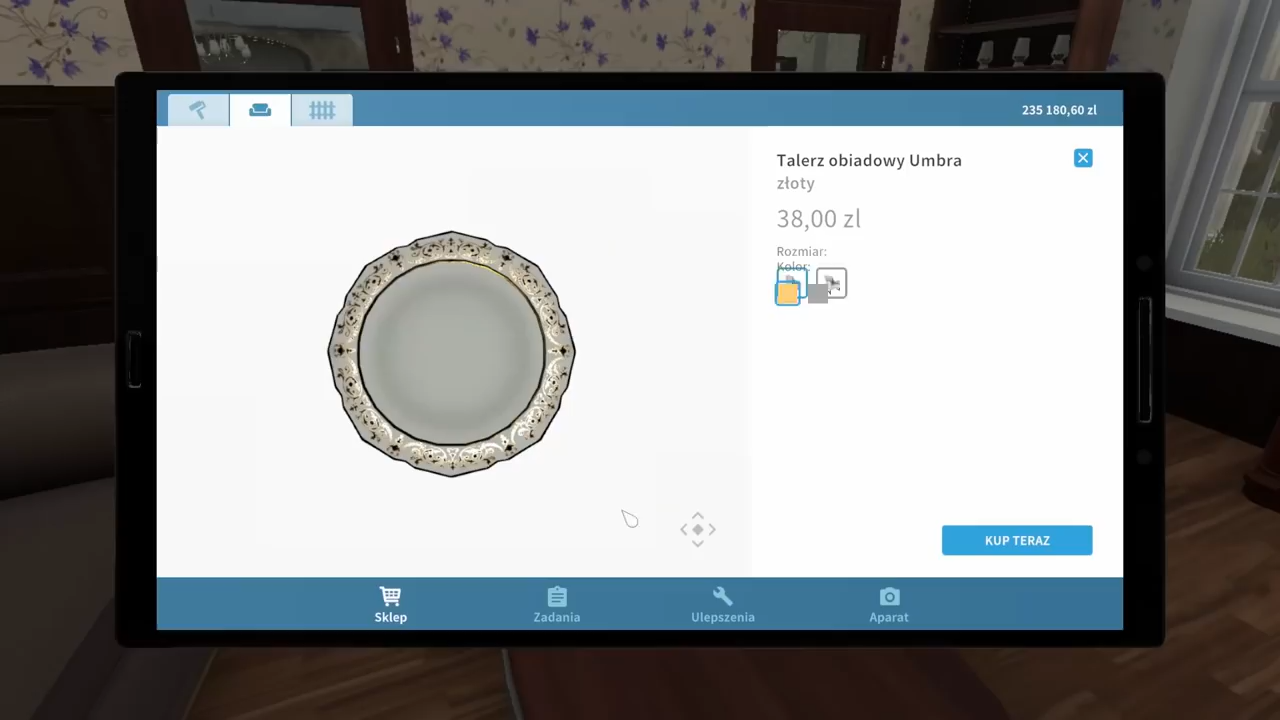 235 180,60 zl
Talerz obiadowy Umbra
złoty
38,00 zl
Rozmiar:
Kolor:
KUP TERAZ
Sklep
Zadania
Ulepszenia
Aparat